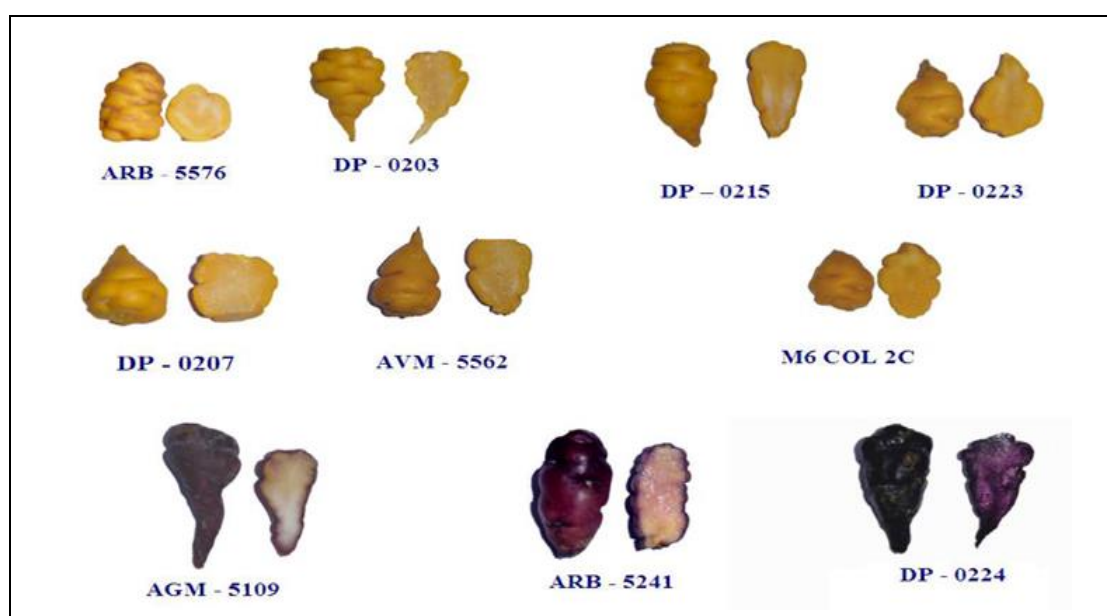 ARB - 5576
DP - 0203
DP – 0215
DP - 0223
DP - 0207
AVM - 5562
M6 COL 2C
AGM - 5109
ARB - 5241
DP - 0224